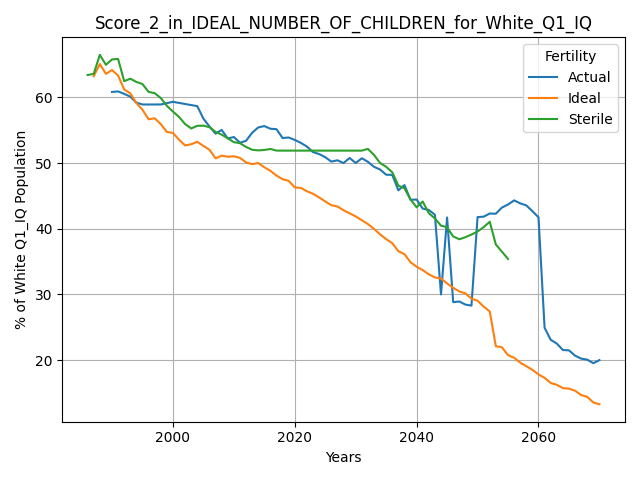 Score_2_in_IDEAL_NUMBER_OF_CHILDREN_for_White_Q1_IQ
Fertility
Actual
Ideal
Sterile
% of White Q1_IQ Population
60
50
40
30
20
2000
2020
2040
2060
Years